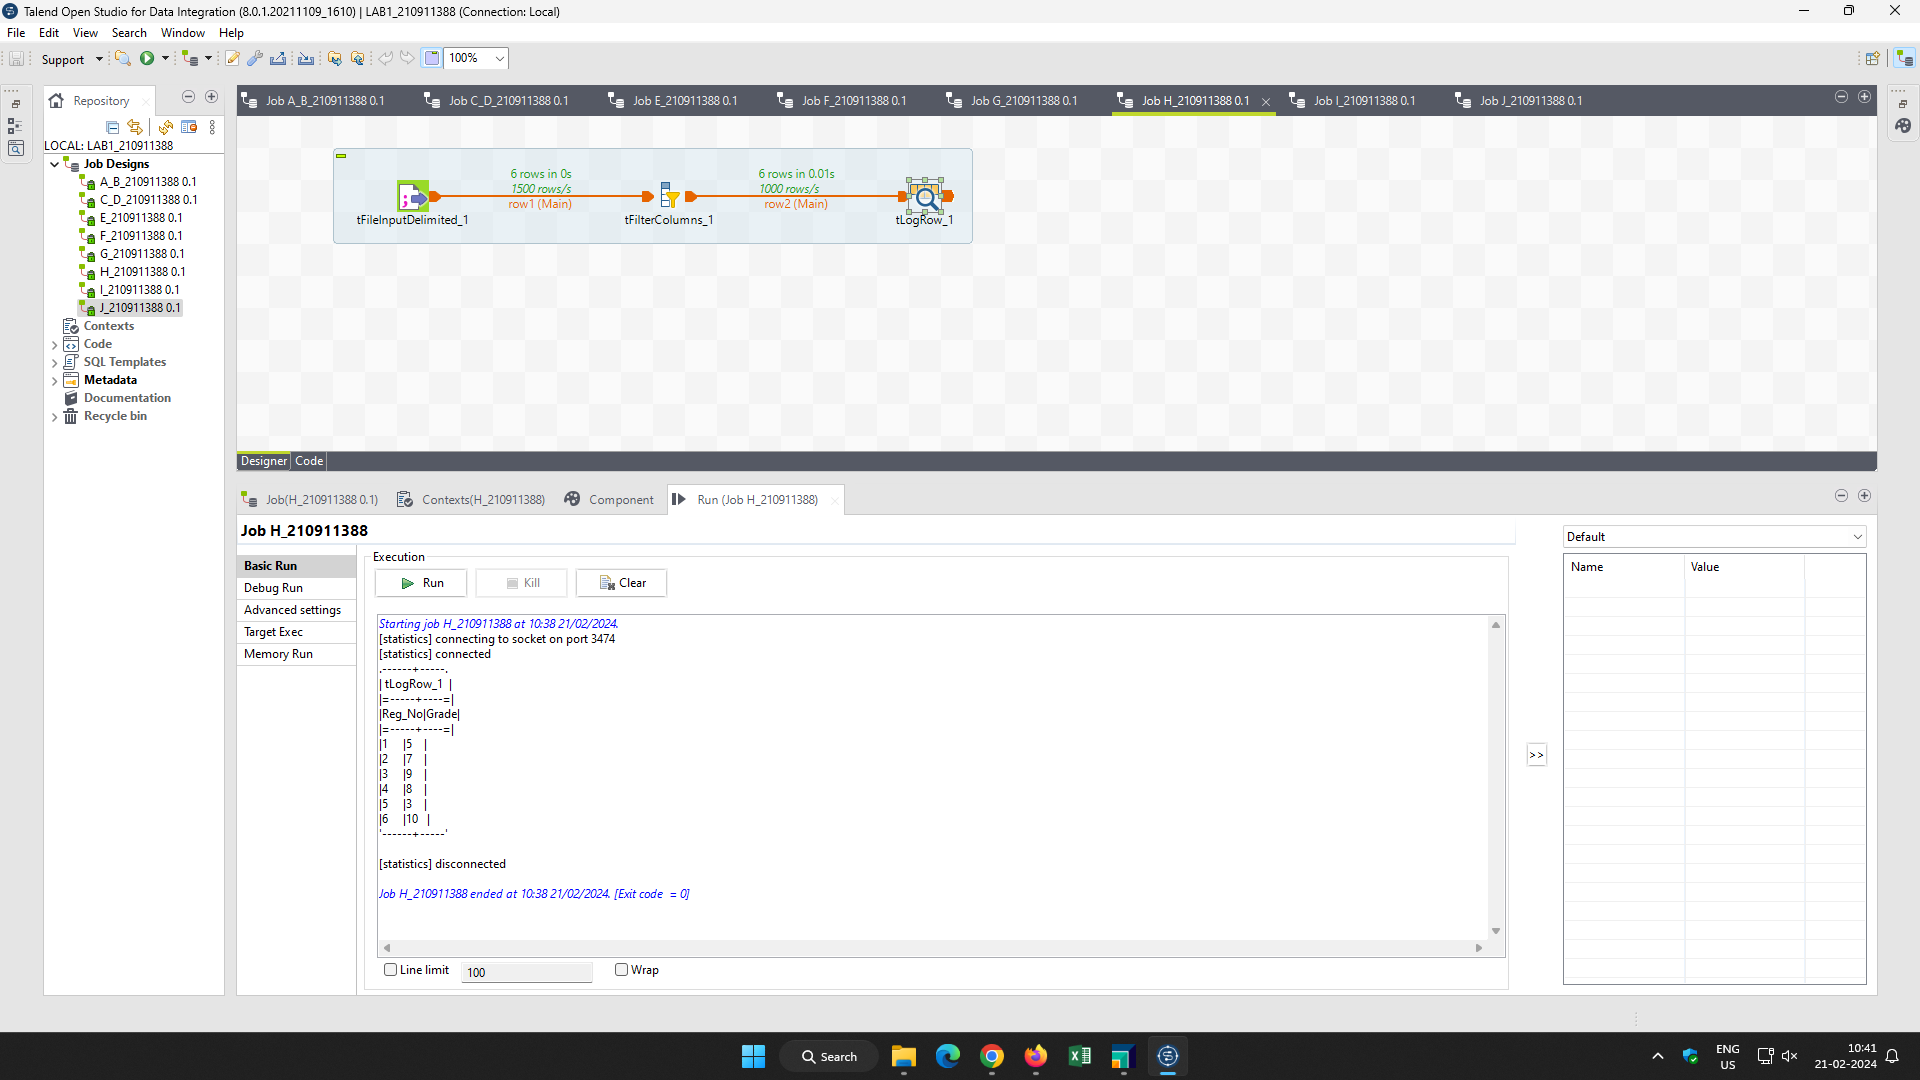 Talend Open Studio for Data Integration (8.0.1.20211109_1610) | LAB1_210911388 (Connection: Local)
File Edit View Search Window Help
Support 100%
Repository
LOCAL: LAB1_210911388
Job Designs
A_B_210911388 0.1
C_D_210911388 0.1
E_210911388 0.1
F_210911388 0.1
G_210911388 0.1
H_210911388 0.1
I_210911388 0.1
J_210911388 0.1
Contexts
Code
SQL Templates
Metadata
Documentation
Recycle bin
Job A_B_210911388 0.1 Job C_D_210911388 0.1 Job E_210911388 0.1 Job F_210911388 0.1 Job G_210911388 0.1 Job H_210911388 0.1 Job I_210911388 0.1 Job J_210911388 0.1
6 rows in 0s 6 rows in 0.01s
1500 rows/s 1000 rows/s
row1 (Main) row2 (Main)
tFileInputDelimited_1 tFilterColumns_1 tLogRow_1
Designer Code
Job(H_210911388 0.1) Contexts(H_210911388) Component Run (Job H_210911388)
Job H_210911388
Basic Run
Debug Run
Advanced settings
Target Exec
Memory Run
Execution
Run Kill Clear
Starting job H_210911388 at 10:38 21/02/2024.
[statistics] connecting to socket on port 3474
[statistics] connected
.------+-----.
| tLogRow_1 |
|=-----+----=|
|Reg_No|Grade|
|=-----+----=|
|1 |5 |
|2 |7 |
|3 |9 |
|4 |8 |
|5 |3 |
|6 |10 |
'------+-----'
[statistics] disconnected
Job H_210911388 ended at 10:38 21/02/2024. [Exit code = 0]
Line limit 100 Wrap
>>
Default
Name Value
Search
ENG
US
10:41
21-02-2024